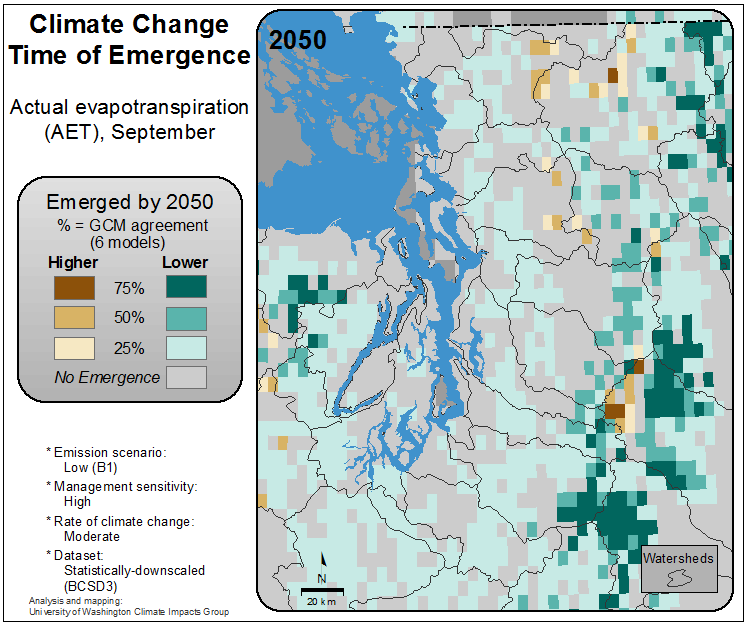 Climate Change
Time of Emergence
Actual evapotranspiration
(AET), September
Emerged by 2050
% = GCM agreement
(6 models)
Higher Lower
75%
50%
25%
No Emergence
* Emission scenario:
Low (B1)
* Management sensitivity:
High
* Rate of climate change:
Moderate
* Dataset:
Statistically-downscaled
(BCSD3)
Analysis and mapping:
University of Washington Climate Impacts Group
2050
N
20 km
Watersheds